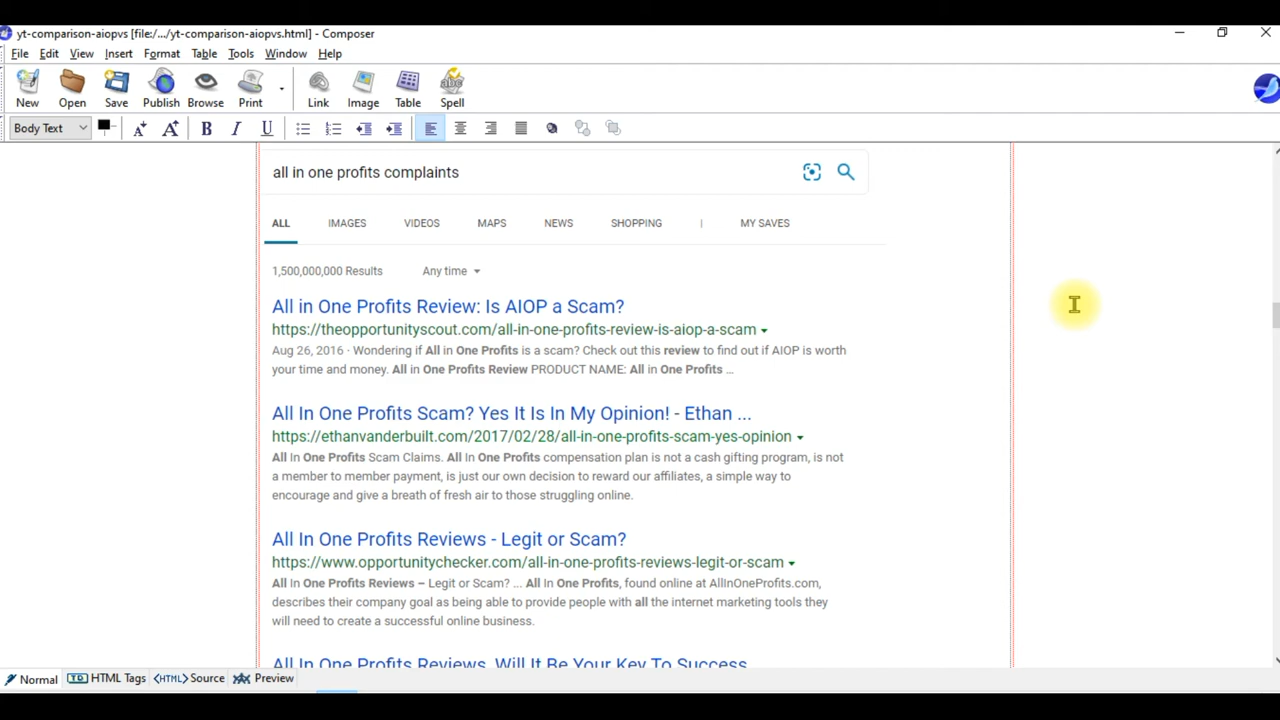 yt-comparison-aiopvs [file:/.../yt-comparison-aiopvs.html] - Composer
File Edit View Insert Format Table Tools Window Help
New Open Save Publish Browse Print Link Image Table Spell
Body Text
all in one profits complaints
ALL IMAGES VIDEOS MAPS NEWS SHOPPING | MY SAVES
1,500,000,000 Results Any time
All in One Profits Review: Is AIOP a Scam?
https://theopportunityscout.com/all-in-one-profits-review-is-aiop-a-scam
Aug 26, 2016 · Wondering if All in One Profits is a scam? Check out this review to find out if AIOP is worth
your time and money. All in One Profits Review PRODUCT NAME: All in One Profits ...
All In One Profits Scam? Yes It Is In My Opinion! - Ethan ...
https://ethanvanderbuilt.com/2017/02/28/all-in-one-profits-scam-yes-opinion
All In One Profits Scam Claims. All In One Profits compensation plan is not a cash gifting program, is not
a member to member payment, is just our own decision to reward our affiliates, a simple way to
encourage and give a breath of fresh air to those struggling online.
All In One Profits Reviews - Legit or Scam?
https://www.opportunitychecker.com/all-in-one-profits-reviews-legit-or-scam
All In One Profits Reviews – Legit or Scam? ... All In One Profits, found online at AllInOneProfits.com,
describes their company goal as being able to provide people with all the internet marketing tools they
will need to create a successful online business.
All In One Profits Reviews, Will It Be Your Key To Success
Normal HTML Tags Source Preview